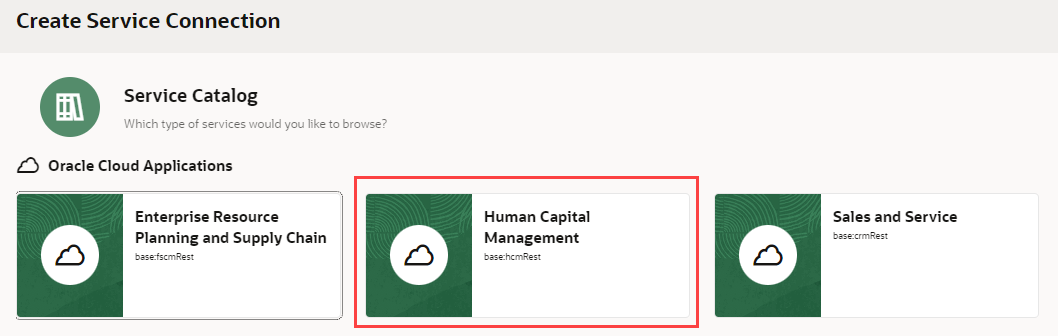 Create Service Connection
Service Catalog
Which type of services would you like to browse?
Oracle Cloud Applications
Enterprise Resource
Planning and Supply Chain
base:fscmRest
Human Capital
Management
base:hcmRest
Sales and Service
base:crmRest